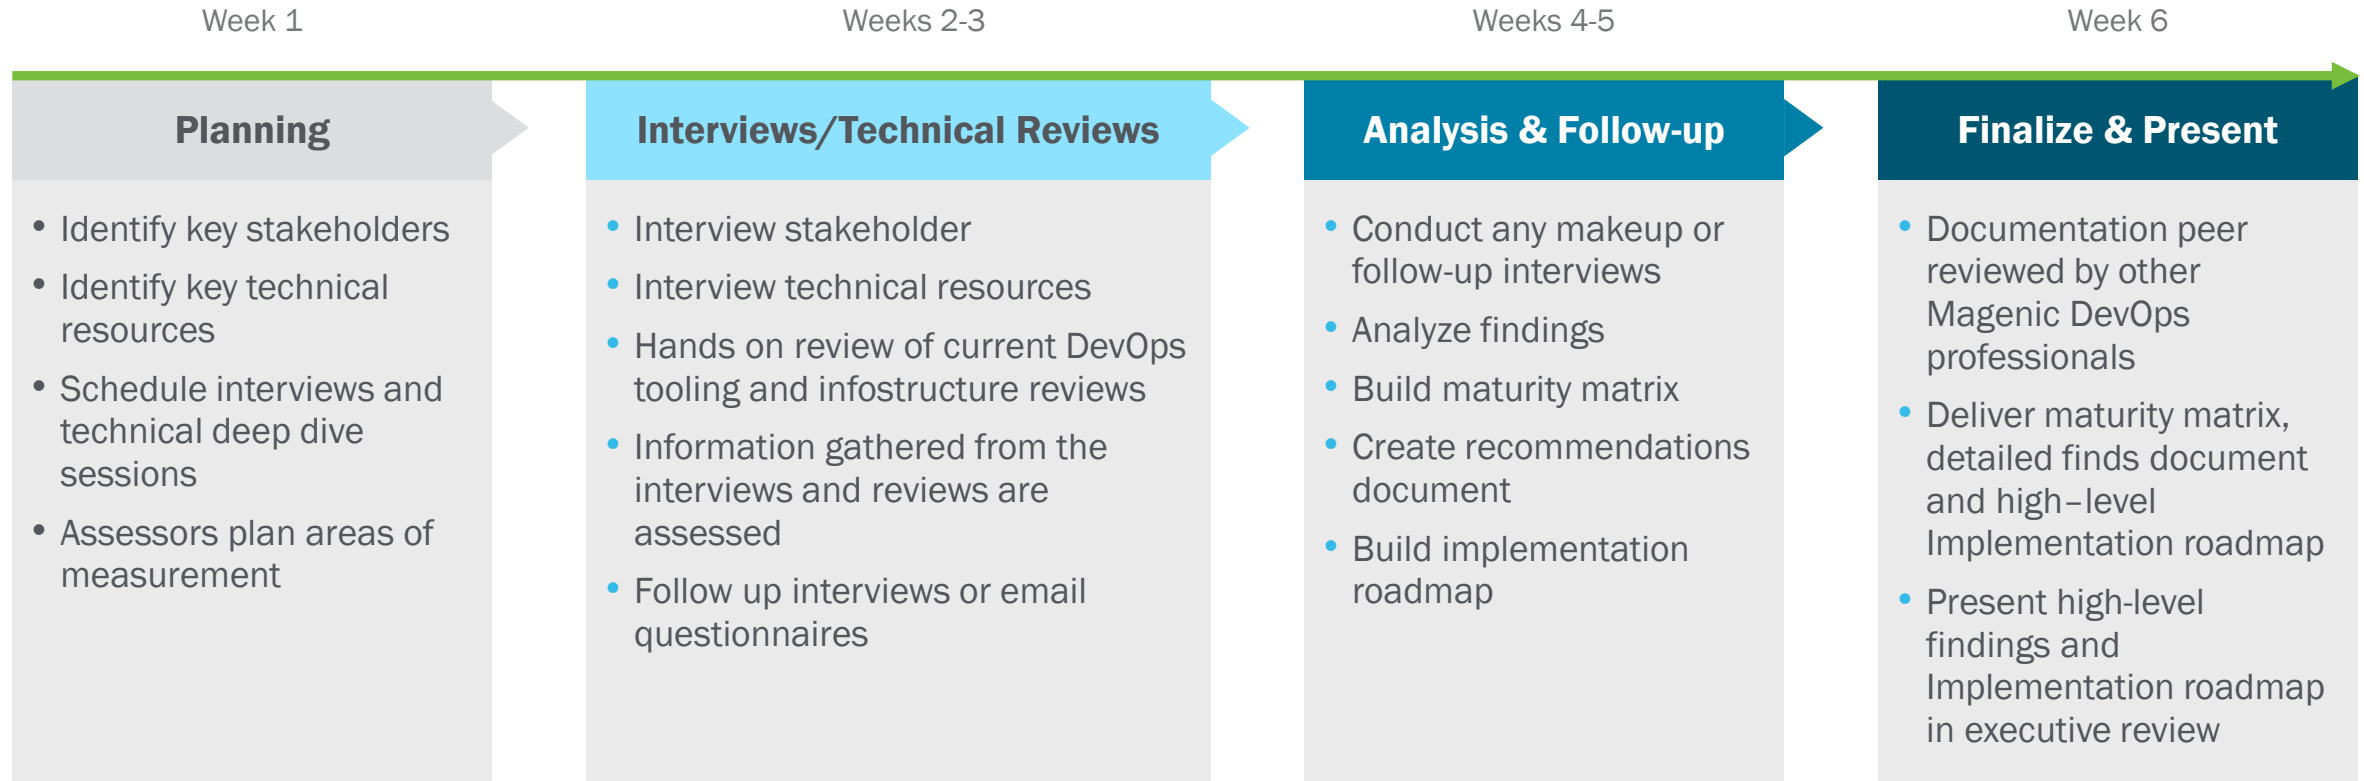 Week 1
Weeks 2-3
Weeks 4-5
Week 6
Planning
• Identify key stakeholders
• Identify key technical
resources
• Schedule interviews and
technical deep dive
sessions
• Assessors plan areas of
measurement
Interviews/Technical Reviews
• Interview stakeholder
• Interview technical resources
• Hands on review of current DevOps
tooling and infostructure reviews
• Information gathered from the
interviews and reviews are
assessed
• Follow up interviews or email
questionnaires
Analysis & Follow-up
• Conduct any makeup or
follow-up interviews
• Analyze findings
• Build maturity matrix
• Create recommendations
document
• Build implementation
roadmap
Finalize & Present
• Documentation peer
reviewed by other
Magenic DevOps
professionals
• Deliver maturity matrix,
detailed finds document
and high–level
Implementation roadmap
• Present high-level
findings and
Implementation roadmap
in executive review